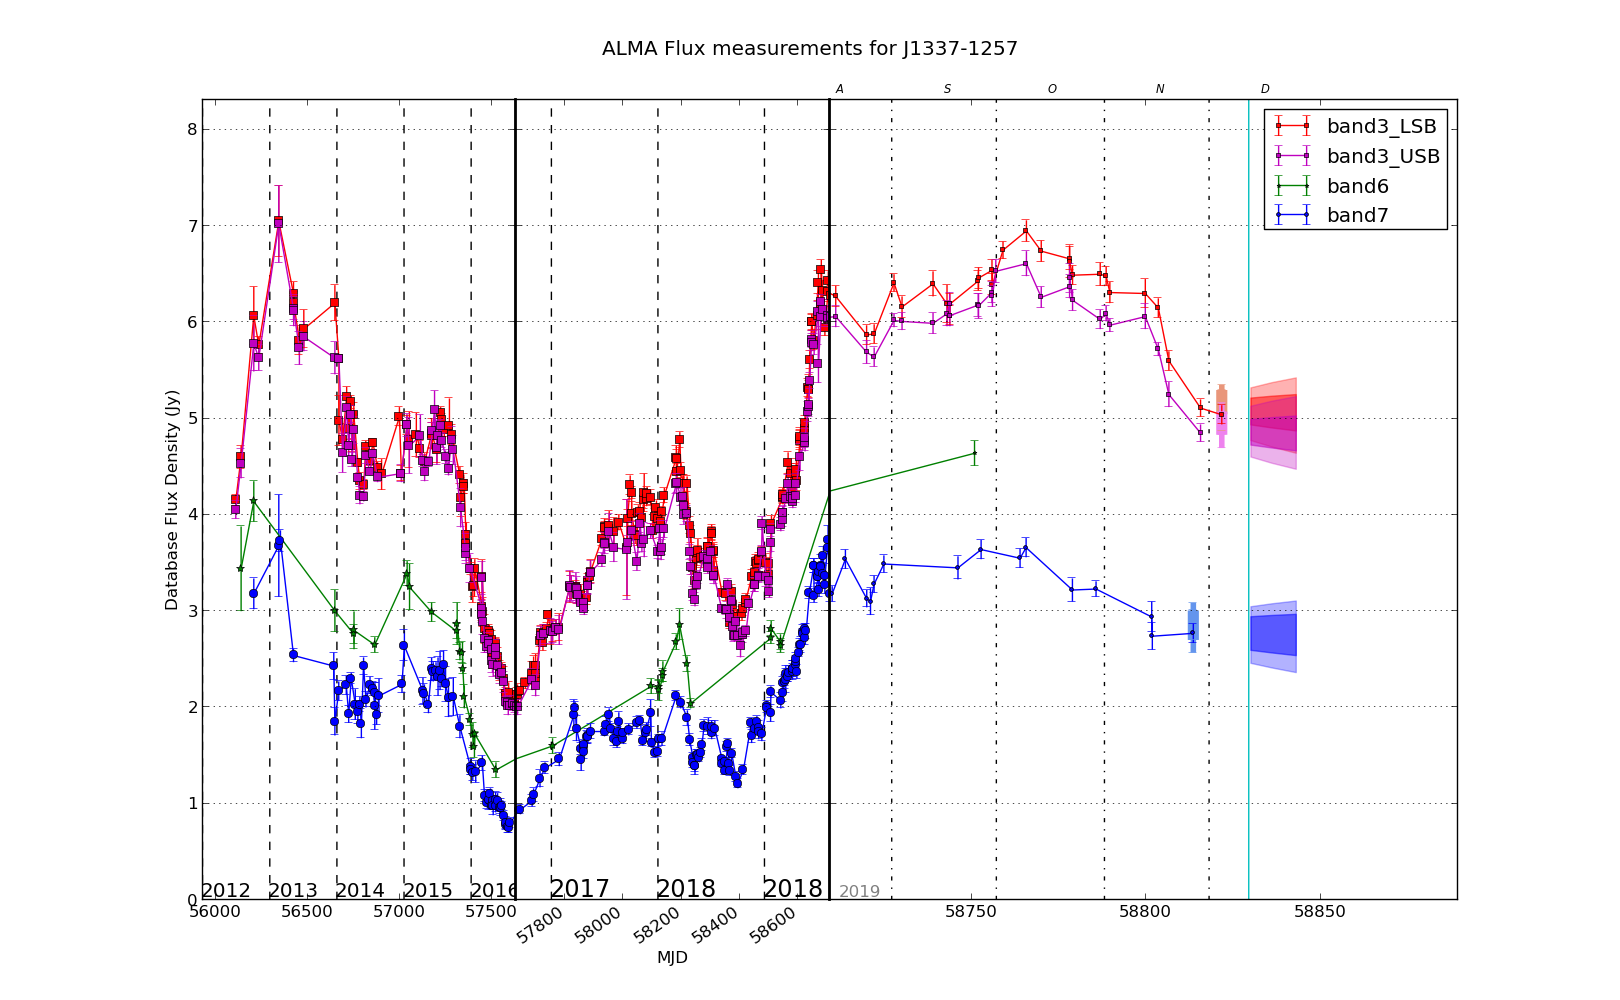 ALMA Flux measurements for J1337-1257
A S O N D
band3_LSB
band3_USB
band6
band7
Database Flux Density (Jy)
8
7
6
5
4
3
2
1
0
2012 2013 2014 2015 2016 2017 2018 2018 2019
56000 56500 57000 57500 57800 58000 58200 58400 58600 58750 58800 58850
MJD